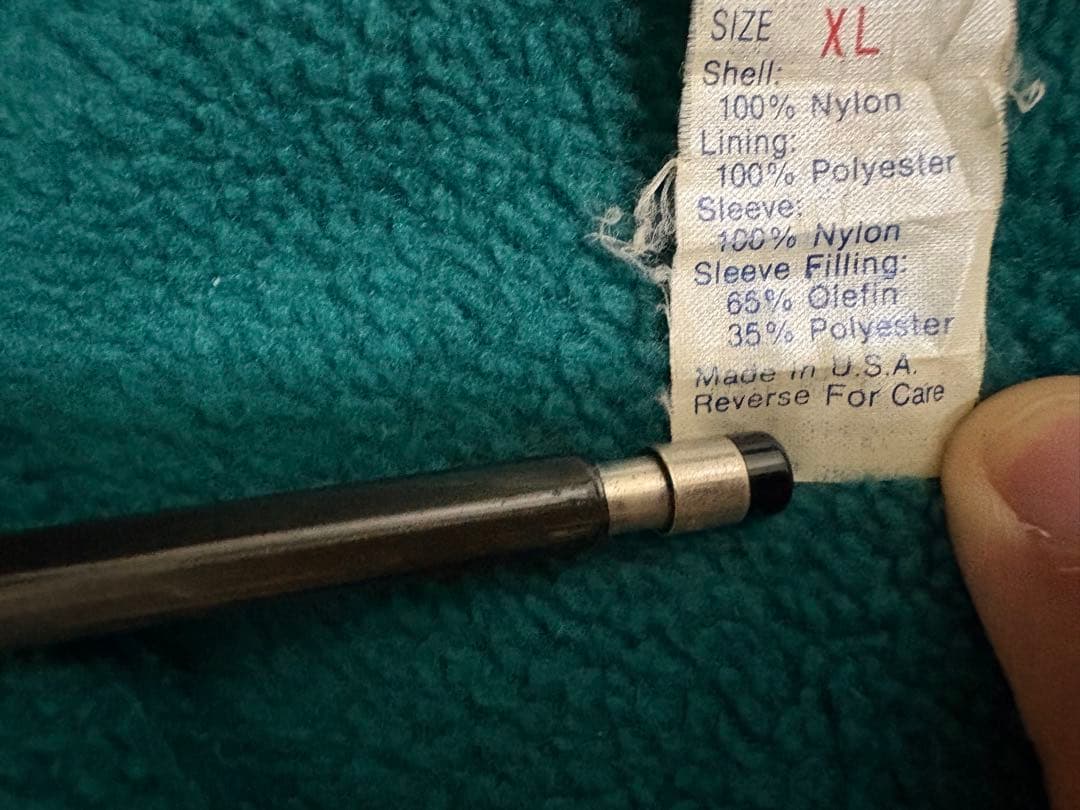 SIZE XL
Shell:
100% Nylon
Lining:
100% Polyester
Sleeve:
100% Nylon
Sleeve Filling:
65% Olefin
35% Polyester
Made in U.S.A.
Reverse For Care